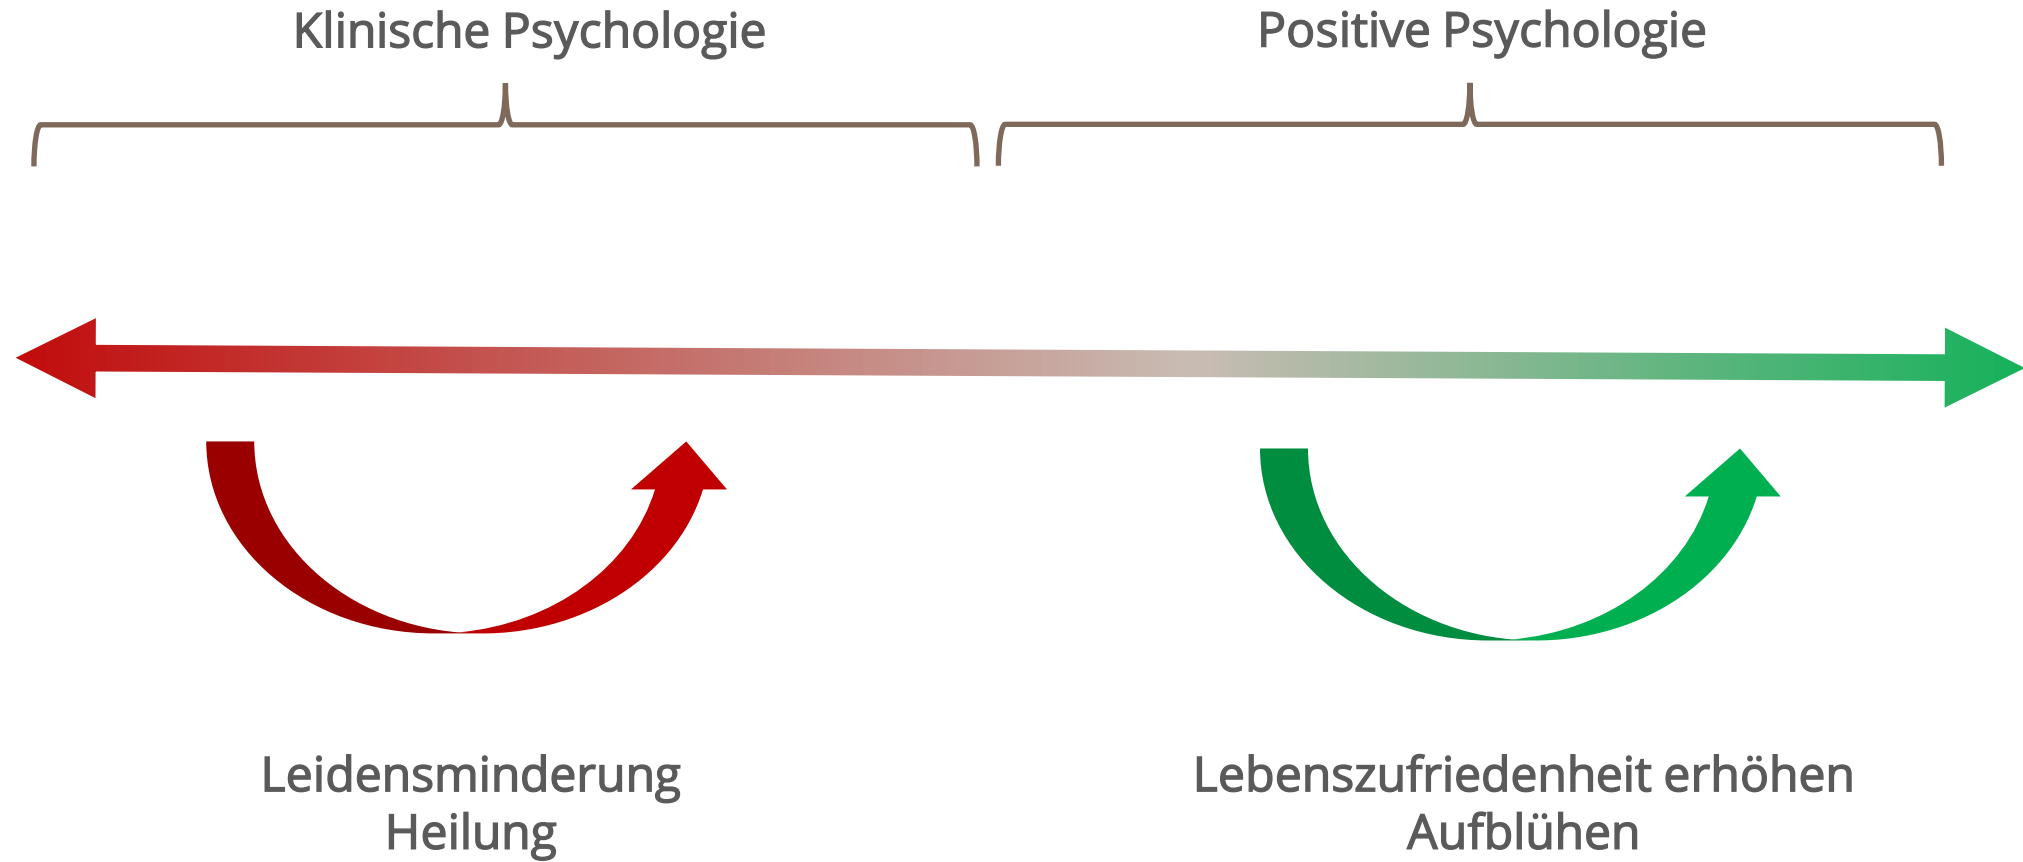 Klinische Psychologie
Positive Psychologie
Leidensminderung
Heilung
Lebenszufriedenheit erhöhen
Aufblühen